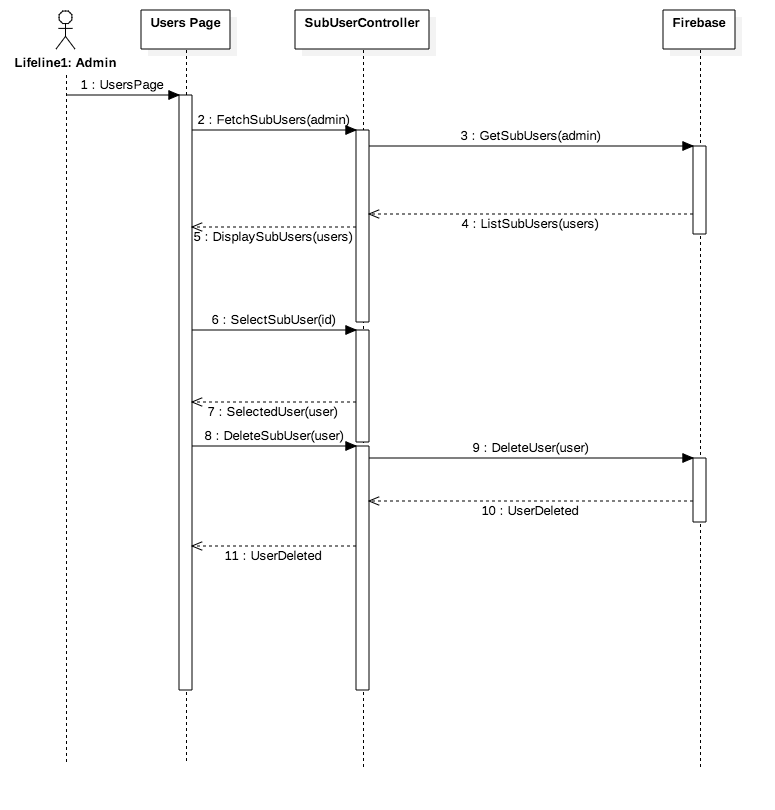 Users Page
SubUserController
Firebase
Lifeline1: Admin
1 : UsersPage
2 : FetchSubUsers(admin)
3 : GetSubUsers(admin)
4 : ListSubUsers(users)
5 : DisplaySubUsers(users)
6 : SelectSubUser(id)
7 : SelectedUser(user)
8 : DeleteSubUser(user)
9 : DeleteUser(user)
10 : UserDeleted
11 : UserDeleted